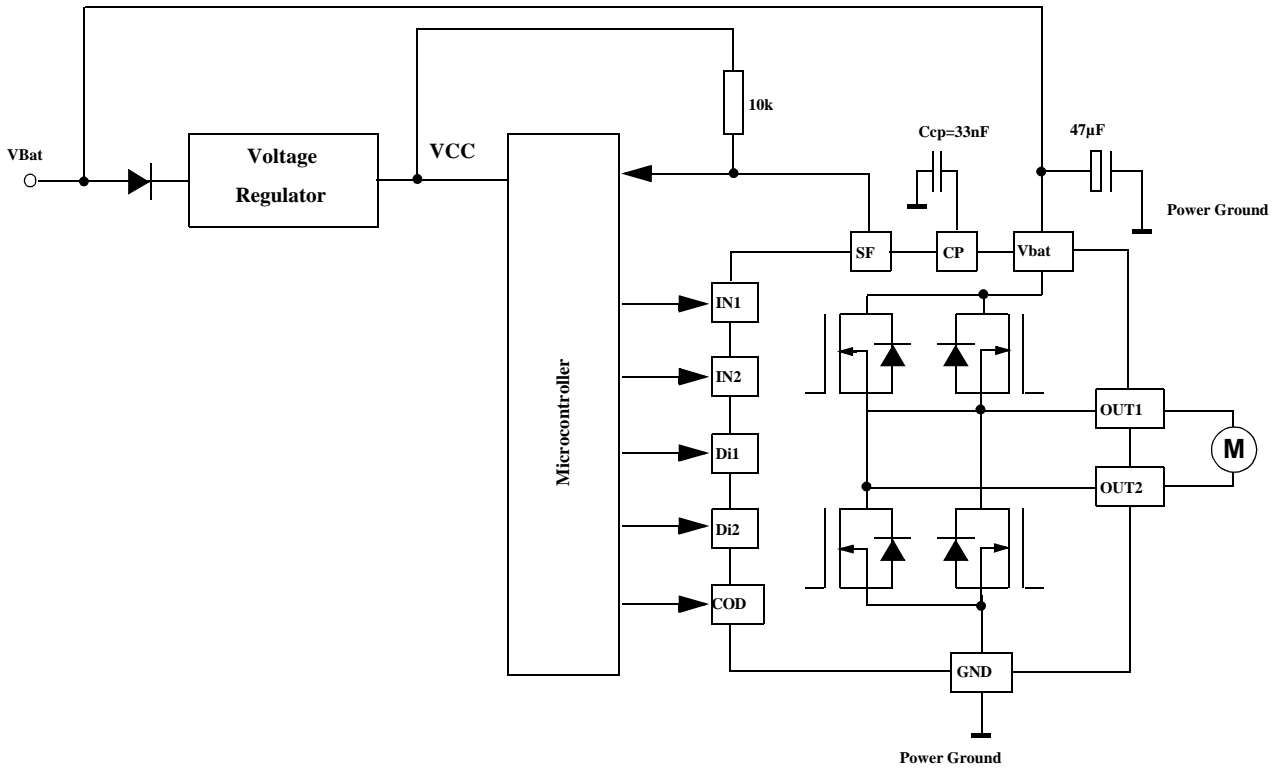 10k
Ccp=33nF
47µF
VBat
Voltage
Regulator
VCC
Power Ground
SF
CP
Vbat
IN1
IN2
Microcontroller
Di1
Di2
COD
OUT1
OUT2
M
GND
Power Ground